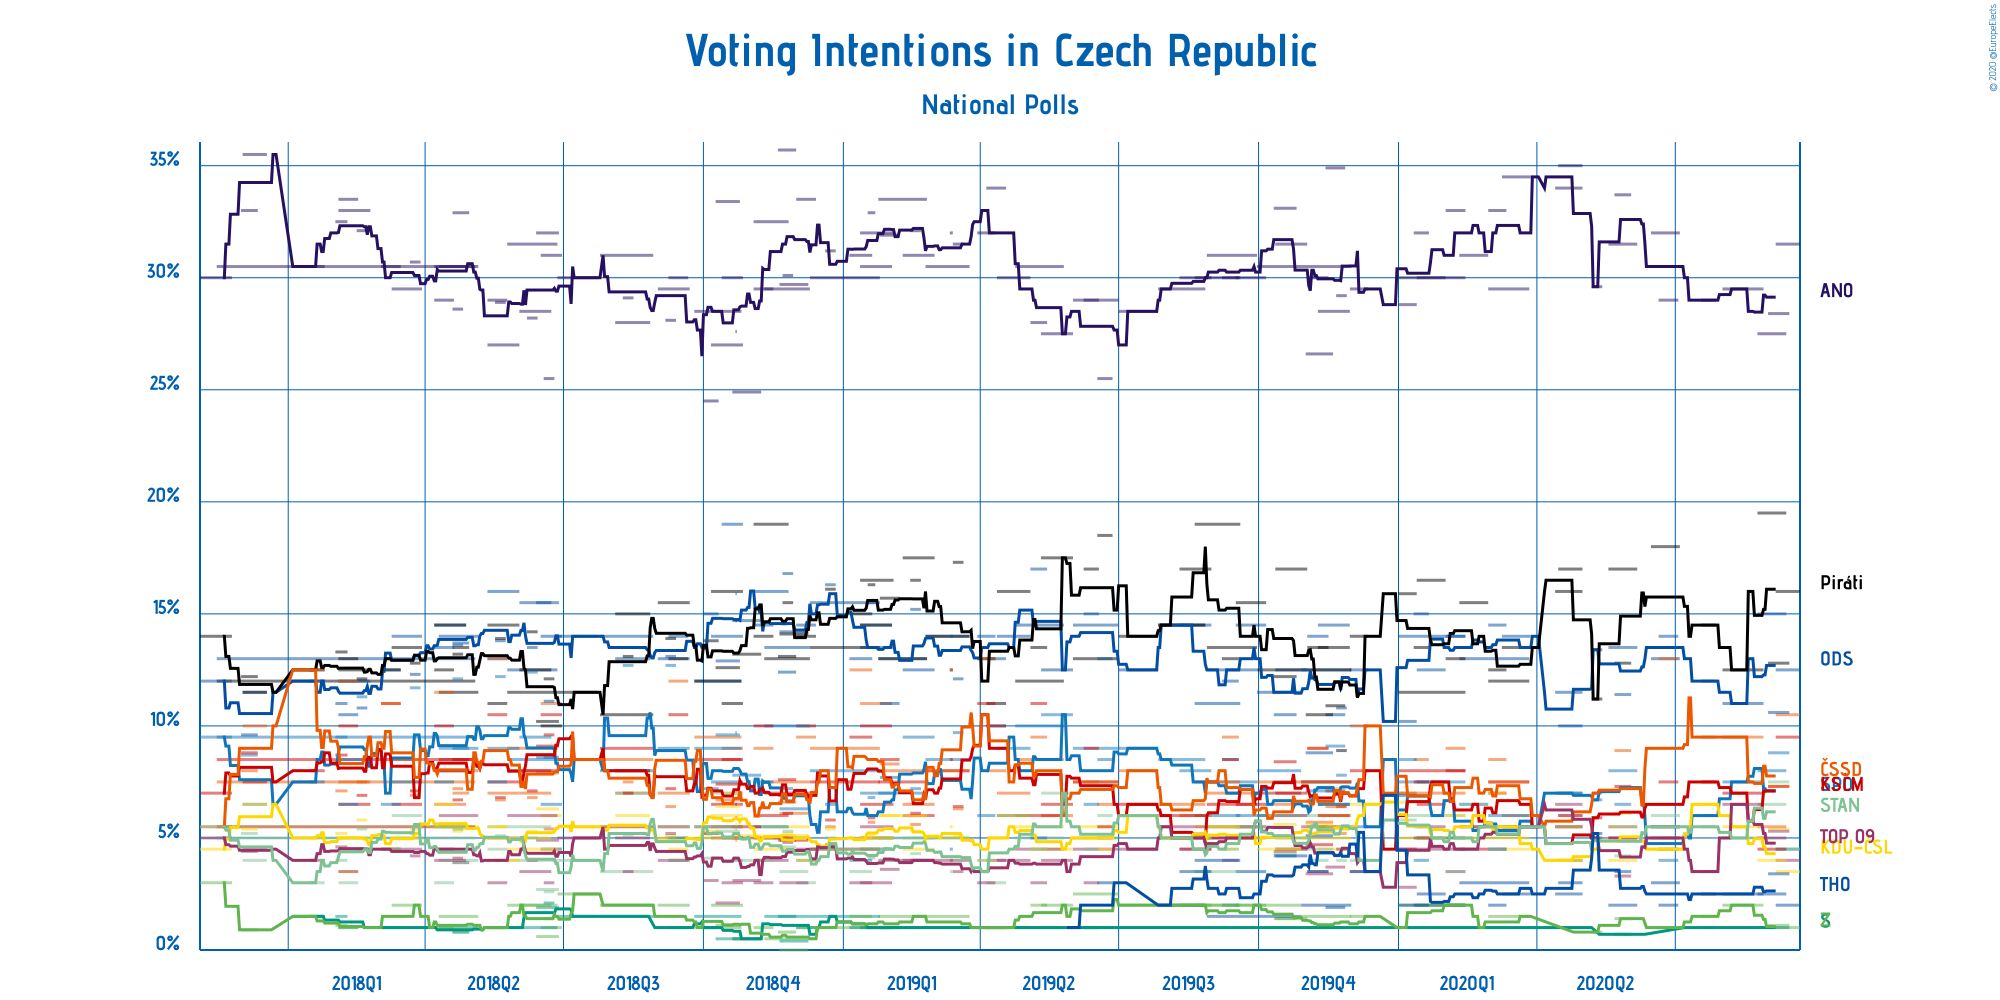 © 2020 @EuropeElects
Voting Intentions in Czech Republic
National Polls
35%
30%
25%
20%
15%
10%
5%
0%
ANO
Piráti
ODS
ČSSD
STAN
TOP 09
KDU-ČSL
THO
2018Q1
2018Q2
2018Q3
2018Q4
2019Q1
2019Q2
2019Q3
2019Q4
2020Q1
2020Q2